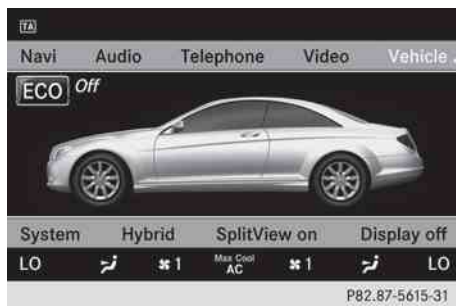 TA
Navi Audio Telephone Video Vehicle
ECO Off
System Hybrid SplitView on Display off
LO 1 Max Cool AC 1 LO
P82.87-5615-31